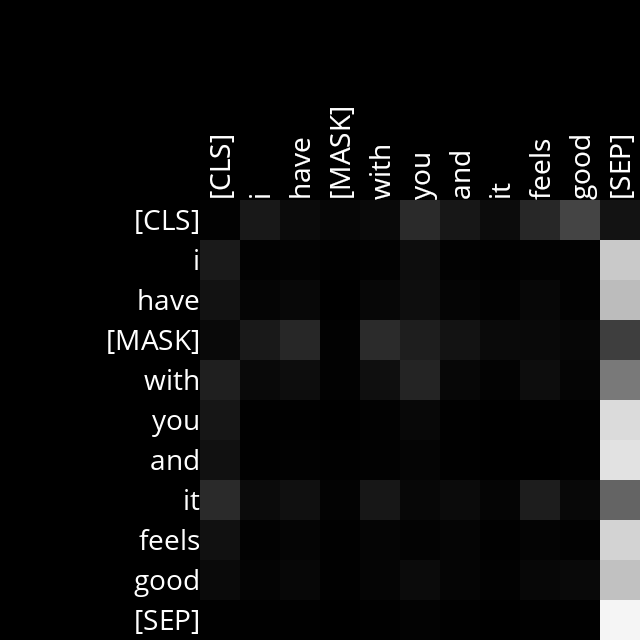 [CLS] i have [MASK] with you and it feels good [SEP]
[CLS]
i
have
[MASK]
with
you
and
it
feels
good
[SEP]